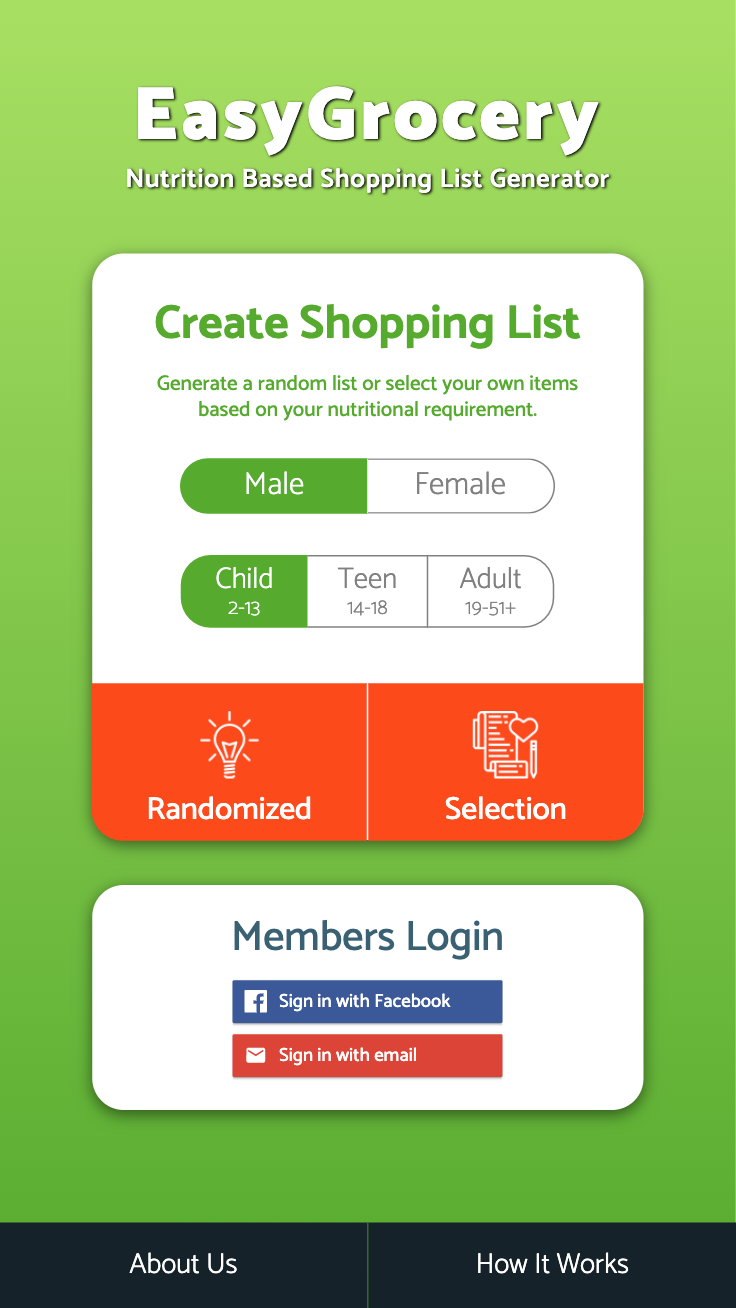 EasyGrocery
Nutrition Based Shopping List Generator
Create Shopping List
Generate a random list or select your own items
based on your nutritional requirement.
Male Female
Child Teen Adult
2-13 14-18 19-51+
Randomized Selection
Members Login
Sign in with Facebook
Sign in with email
About Us How It Works